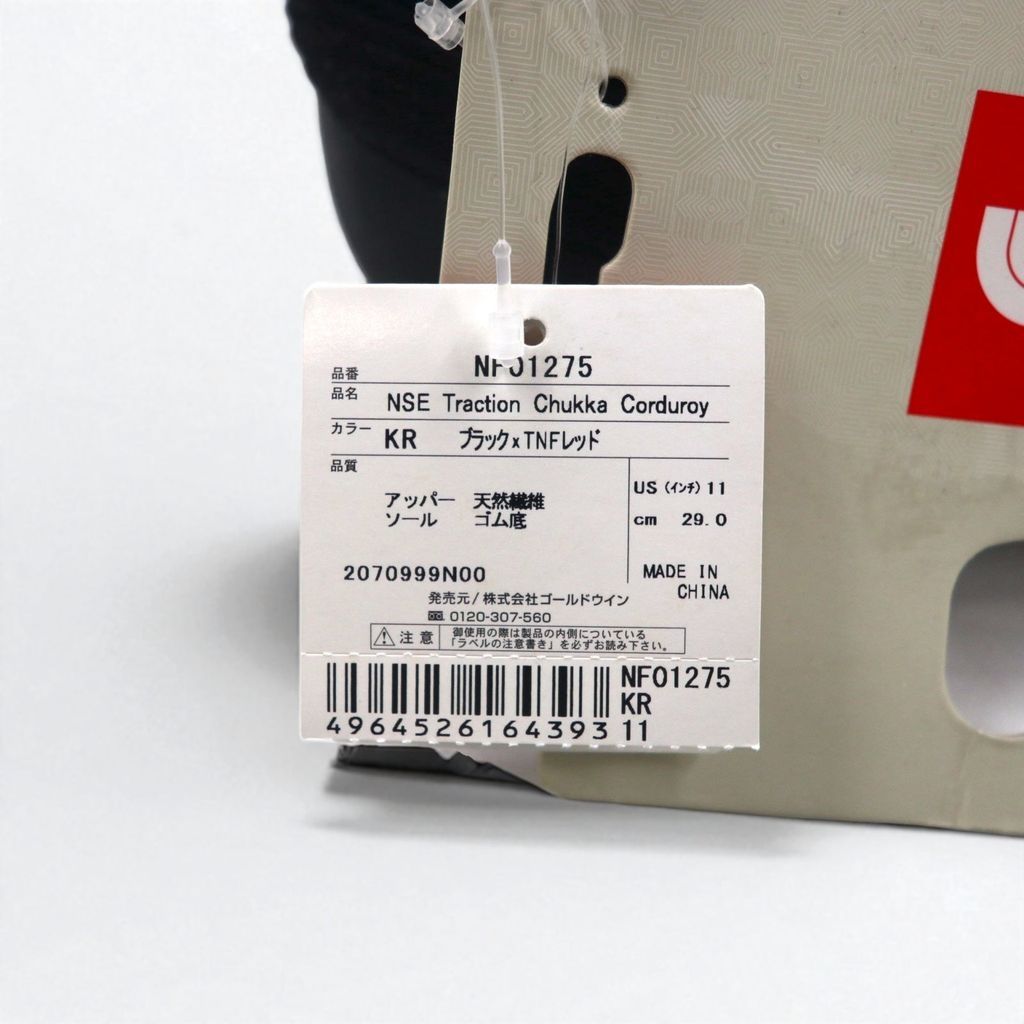 品番 NF01275
品名 NSE Traction Chukka Corduroy
カラー KR ブラックxTNFレッド
品質
アッパー 天然繊維
ソール ゴム底
US (インチ) 11
cm 29.0
2070999N00
MADE IN
CHINA
発売元/株式会社ゴールドウイン
0120-307-560
注意
御使用の際は製品の内側についている
「ラベルの注意書き」を必ずお読み下さい。
NF01275
KR
4964526164393 11